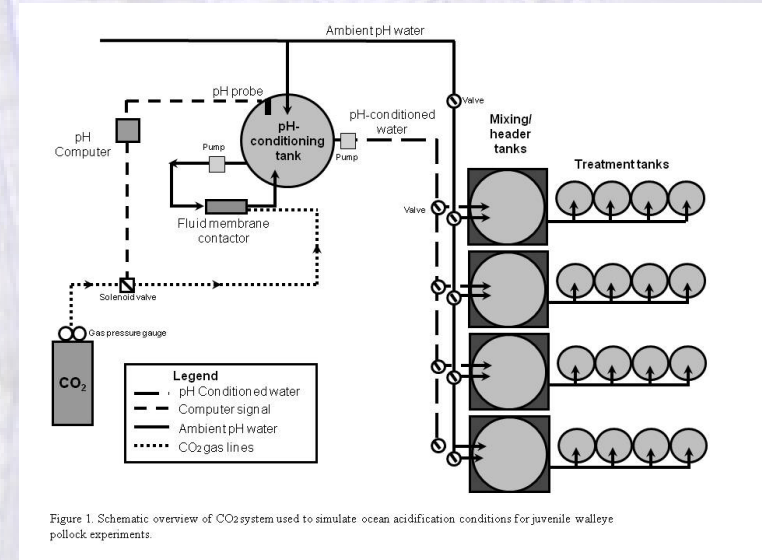 Ambient pH water
pH probe
Valve
pH-conditioned
water
Mixing/
header
tanks
pH
Computer
pH-
conditioning
tank
Pump
Pump
Treatment tanks
Valve
Fluid membrane
contactor
Solenoid valve
Gas pressure gauge
CO₂
Legend
pH Conditioned water
Computer signal
Ambient pH water
CO₂ gas lines
Figure 1. Schematic overview of CO2 system used to simulate ocean acidification conditions for juvenile walleye
pollock experiments.